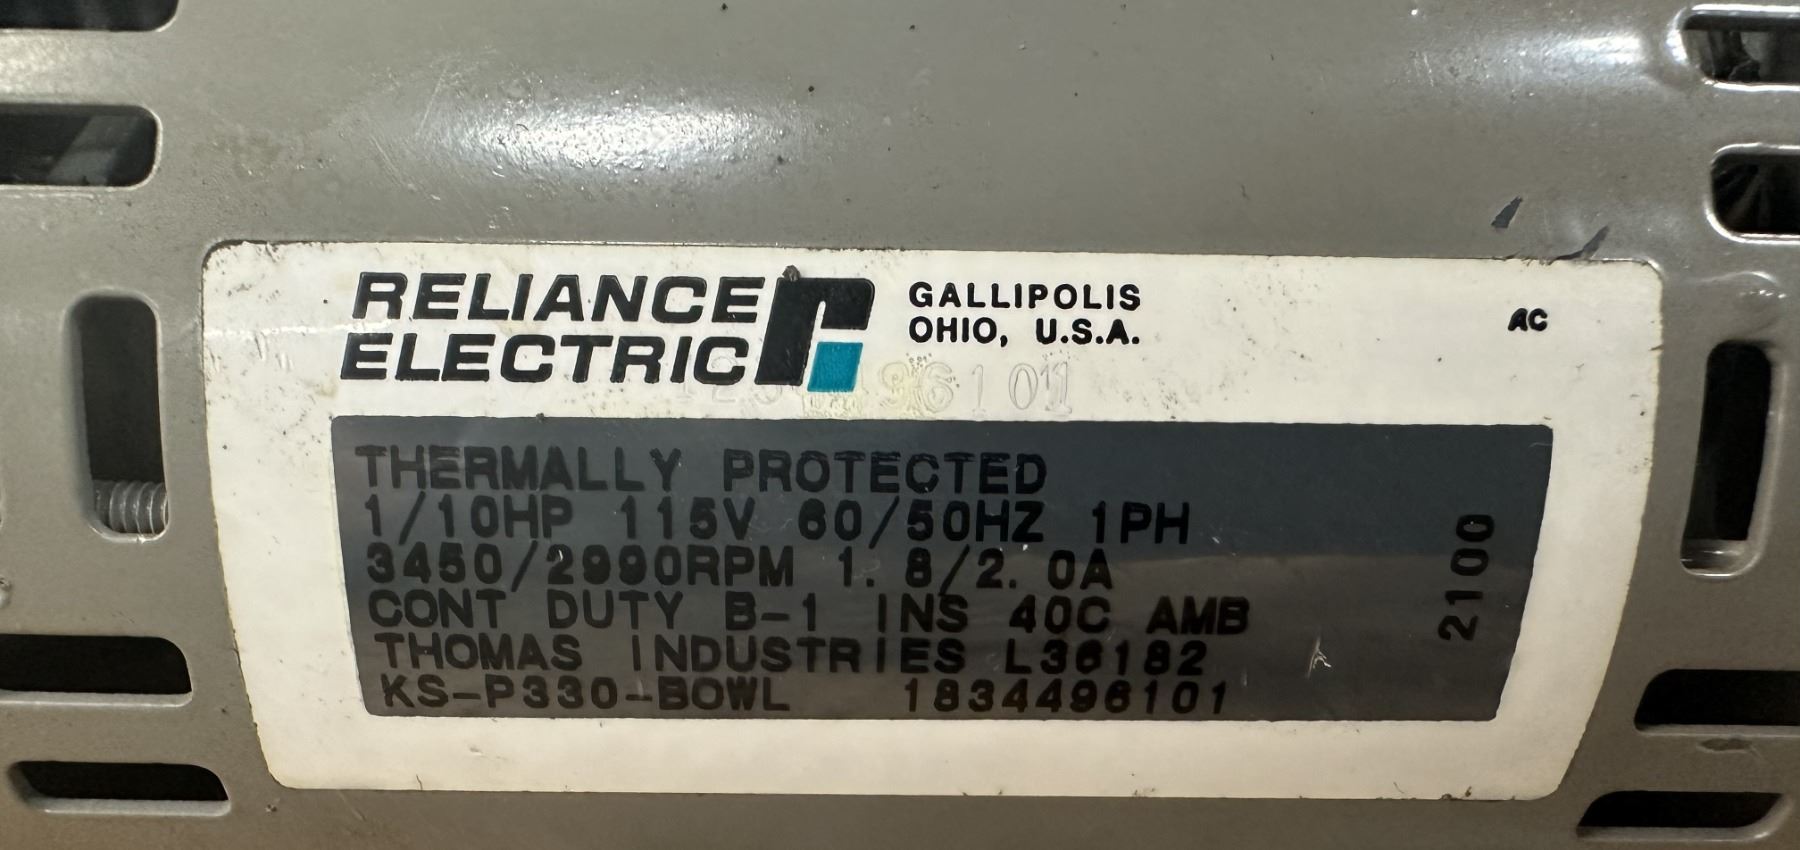 RELIANCE
ELECTRIC
GALLIPOLIS
OHIO, U.S.A.
AC
THERMALLY PROTECTED
1/10HP 115V 60/50HZ 1PH
3450/2990RPM 1.8/2.0A
CONT DUTY B-1 INS 40C AMB
THOMAS INDUSTRIES L36182
KS-P330-BOWL 1834496101
2100